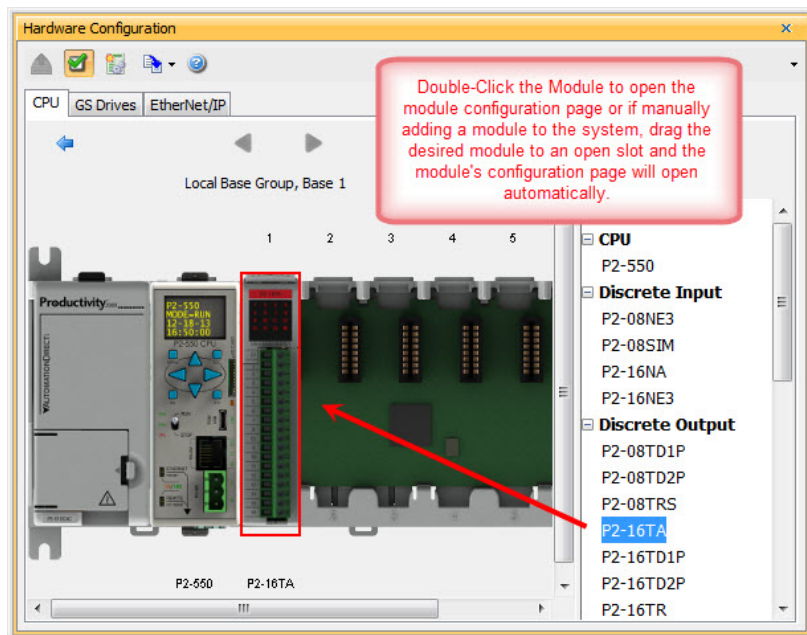 Hardware Configuration
Double-Click the Module to open the
module configuration page or if manually
adding a module to the system, drag the
desired module to an open slot and the
module's configuration page will open
automatically.
CPU GS Drives EtherNet/IP
Local Base Group, Base 1
1 2 3 4 5
Productivity
AUTOMATIONDIRECT
P2-550
MODE=RUN
12-18-13
16:50:00
P2-550 CPU
RUN
STOP
ETHERNET
REMOTE
P2-550 P2-16TA
CPU
P2-550
Discrete Input
P2-08NE3
P2-08SIM
P2-16NA
P2-16NE3
Discrete Output
P2-08TD1P
P2-08TD2P
P2-08TRS
P2-16TA
P2-16TD1P
P2-16TD2P
P2-16TR